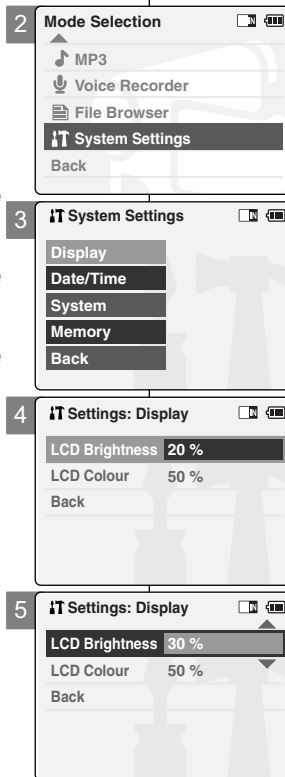 2
Mode Selection
N
MP3
Voice Recorder
File Browser
System Settings
Back
3
System Settings
N
Display
Date/Time
System
Memory
Back
4
Settings: Display
N
LCD Brightness 20 %
LCD Colour 50 %
Back
5
Settings: Display
N
LCD Brightness 30 %
LCD Colour 50 %
Back